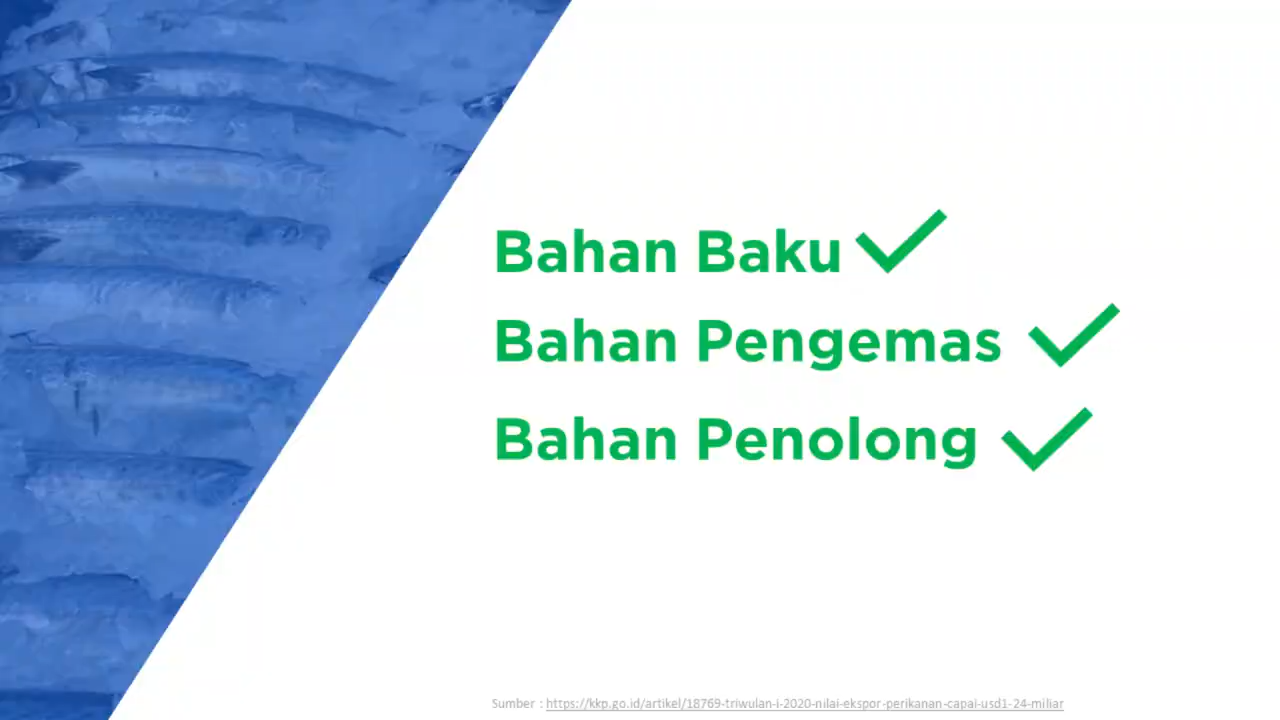 Bahan Baku
Bahan Pengemas
Bahan Penolong
Sumber : https://kkp.go.id/artikel/18769-triwulan-i-2020-nilai-ekspor-perikanan-capai-usd1-24-miliar